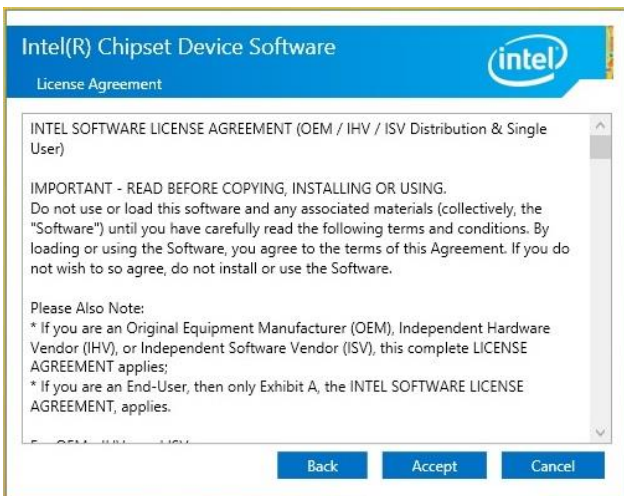 Intel(R) Chipset Device Software
intel
License Agreement
INTEL SOFTWARE LICENSE AGREEMENT (OEM / IHV / ISV Distribution & Single
User)
IMPORTANT - READ BEFORE COPYING, INSTALLING OR USING.
Do not use or load this software and any associated materials (collectively, the
"Software") until you have carefully read the following terms and conditions. By
loading or using the Software, you agree to the terms of this Agreement. If you do
not wish to so agree, do not install or use the Software.
Please Also Note:
* If you are an Original Equipment Manufacturer (OEM), Independent Hardware
Vendor (IHV), or Independent Software Vendor (ISV), this complete LICENSE
AGREEMENT applies;
* If you are an End-User, then only Exhibit A, the INTEL SOFTWARE LICENSE
AGREEMENT, applies.
Back Accept Cancel